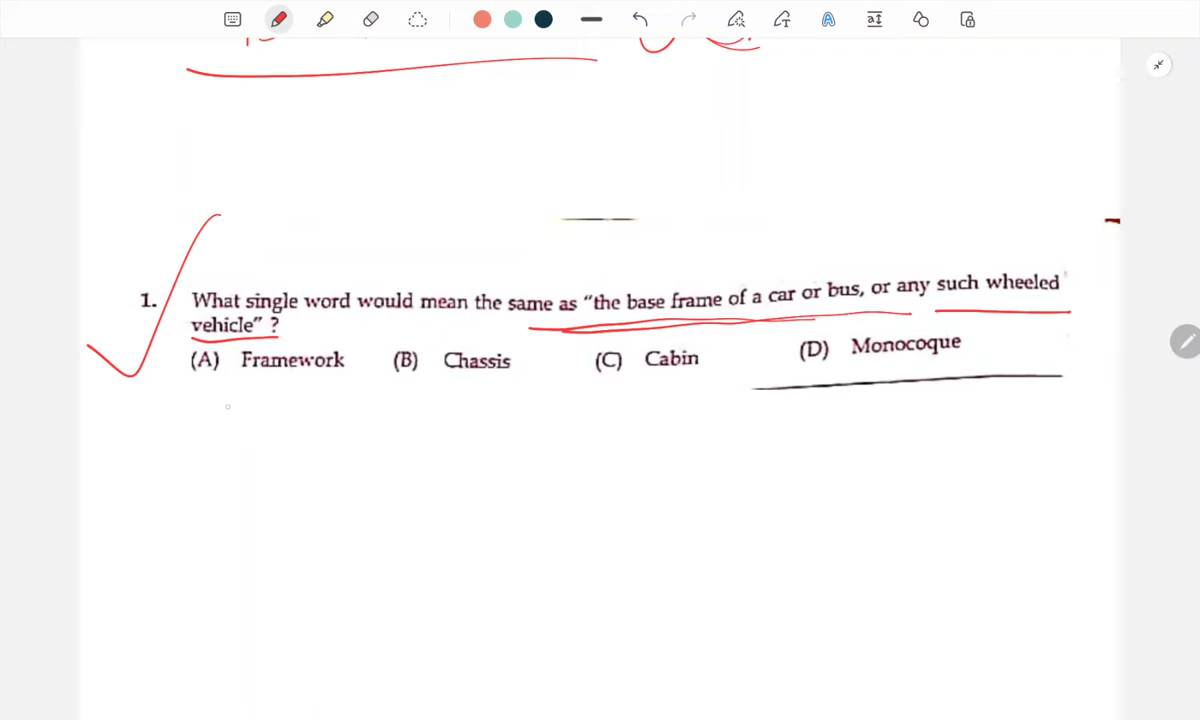 1. What single word would mean the same as “the base frame of a car or bus, or any such wheeled
vehicle” ?
(A) Framework (B) Chassis (C) Cabin (D) Monocoque